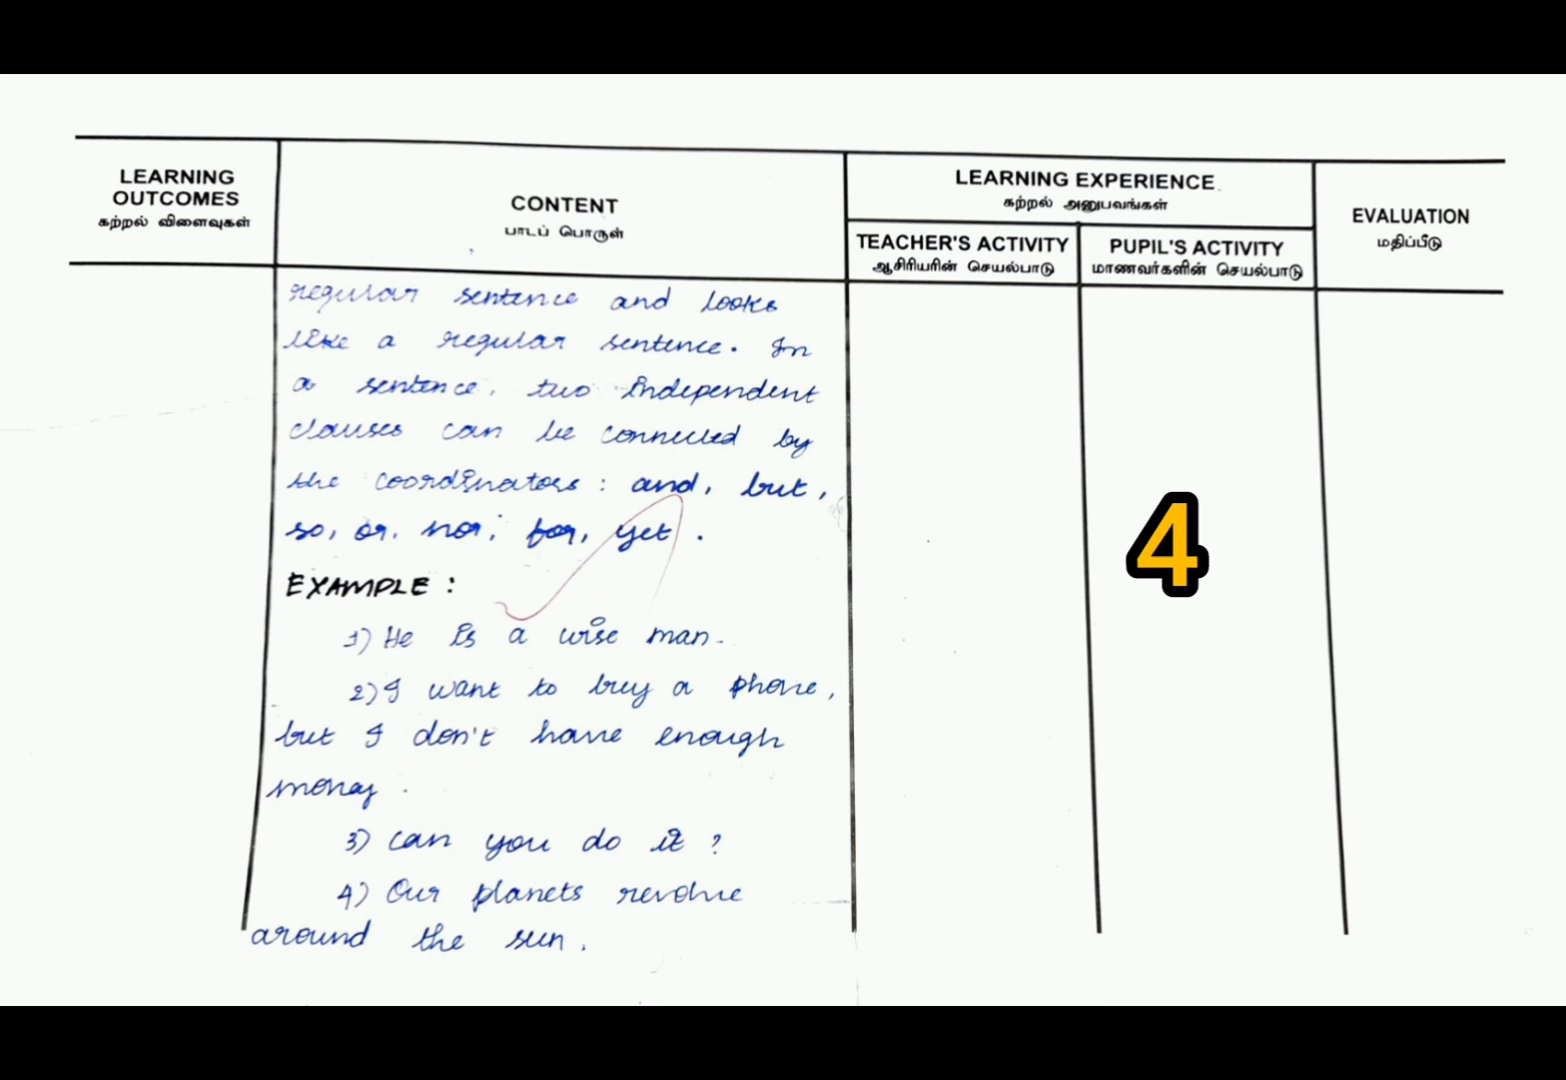 LEARNING
OUTCOMES
கற்றல் விளைவுகள்
CONTENT
பாடப் பொருள்
LEARNING EXPERIENCE
கற்றல் அனுபவங்கள்
TEACHER'S ACTIVITY
ஆசிரியரின் செயல்பாடு
PUPIL'S ACTIVITY
மாணவர்களின் செயல்பாடு
EVALUATION
மதிப்பீடு
regular sentence and looks
like a regular sentence. In
a sentence, two independent
clauses can be connected by
the coordinators : and, but,
so, or, nor, for, yet.
EXAMPLE :
1) He is a wise man.
2) I want to buy a phone,
but I don't have enough
money.
3) can you do it ?
4) Our planets revolve
around the sun.
4